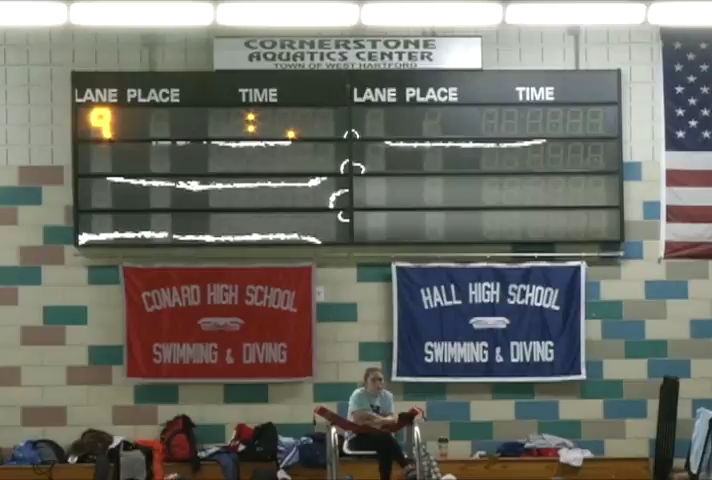 CORNERSTONE
AQUATICS CENTER
TOWN OF WEST HARTFORD
LANE PLACE TIME LANE PLACE TIME
9 : .
CONARD HIGH SCHOOL
SWIMMING & DIVING
HALL HIGH SCHOOL
SWIMMING & DIVING